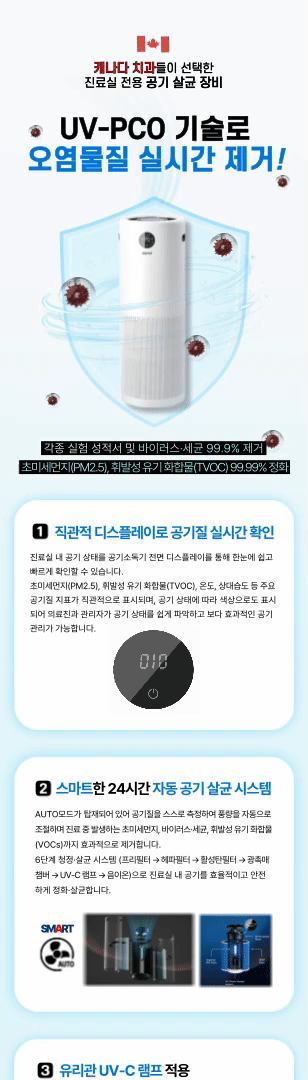 캐나다 치과들이 선택한
진료실 전용 공기 살균 장비
UV-PCO 기술로
오염물질 실시간 제거!
각종 실험 성적서 및 바이러스·세균 99.9% 제거
초미세먼지(PM2.5), 휘발성 유기 화합물(TVOC) 99.99% 정화
1 직관적 디스플레이로 공기질 실시간 확인
진료실 내 공기 상태를 공기소독기 전면 디스플레이를 통해 한눈에 쉽고
빠르게 확인할 수 있습니다.
초미세먼지(PM2.5), 휘발성 유기 화합물(TVOC), 온도, 상대습도 등 주요
공기질 지표가 직관적으로 표시되며, 공기 상태에 따라 색상으로도 표시
되어 의료진과 관리자가 공기 상태를 쉽게 파악하고 보다 효과적인 공기
관리가 가능합니다.
010
2 스마트한 24시간 자동 공기 살균 시스템
AUTO모드가 탑재되어 있어 공기질을 스스로 측정하여 풍량을 자동으로
조절하며 진료 중 발생하는 초미세먼지, 바이러스·세균, 휘발성 유기 화합물
(VOCs)까지 효과적으로 제거합니다.
6단계 청정·살균 시스템 (프리필터 → 헤파필터 → 활성탄필터 → 광촉매
챔버 → UV-C 램프 → 음이온)으로 진료실 내 공기를 효율적이고 안전
하게 정화·살균합니다.
SMART
AUTO
3 유리관 UV-C 램프 적용